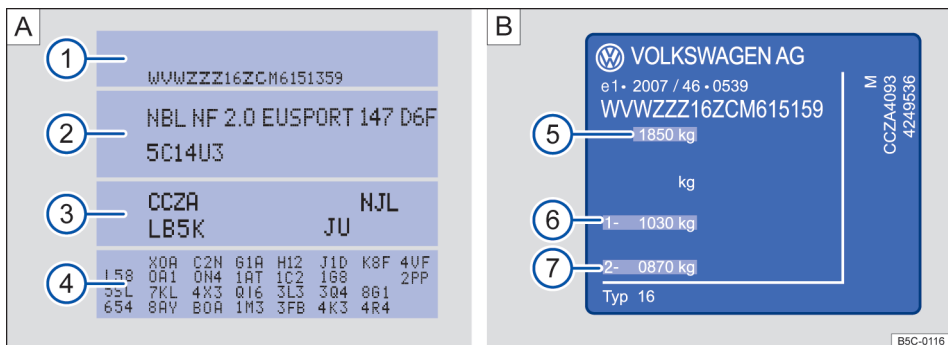 A
1
WVWZZZ16ZCM6151359
2
NBL NF 2.0 EUSPORT 147 D6F
5C14U3
3
CCZA NJL
LB5K JU
4
X0A C2N G1A H12 J1D K8F 4VF
L58 0A1 0N4 1AT 1C2 1G8 2PP
5SL 7KL 4X3 QI6 3L3 3Q4 8G1
654 8AY B0A 1M3 3FB 4K3 4R4
B
VOLKSWAGEN AG
e1• 2007 / 46 • 0539
WVWZZZ16ZCM615159
5
1850 kg
kg
6
1- 1030 kg
7
2- 0870 kg
Typ 16
M
CCZA4093
4249536
B5C-0116